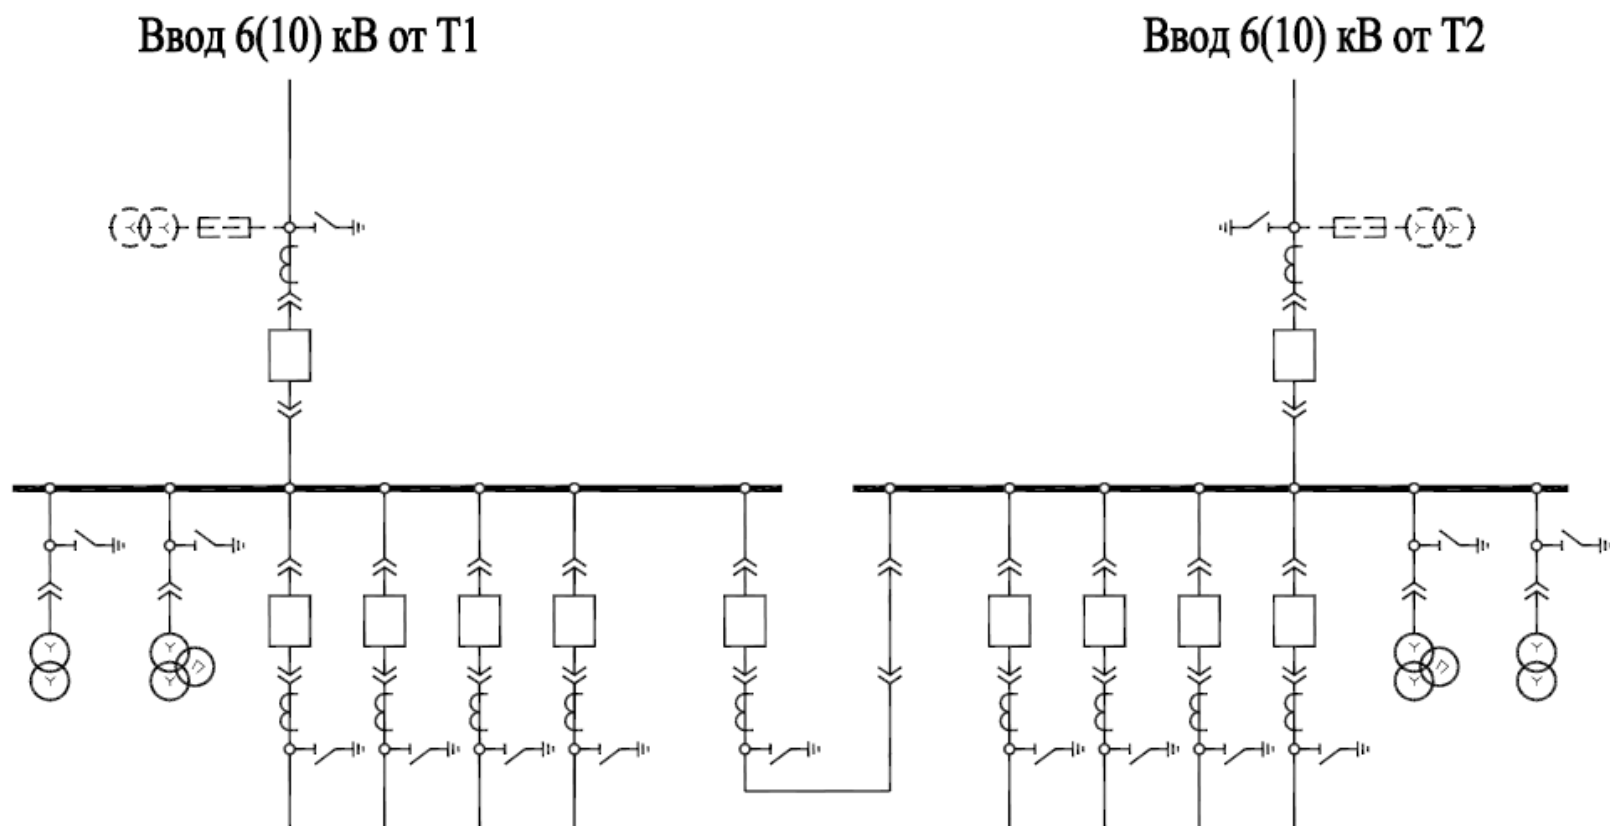 Ввод 6(10) кВ от Т1
Ввод 6(10) кВ от Т2